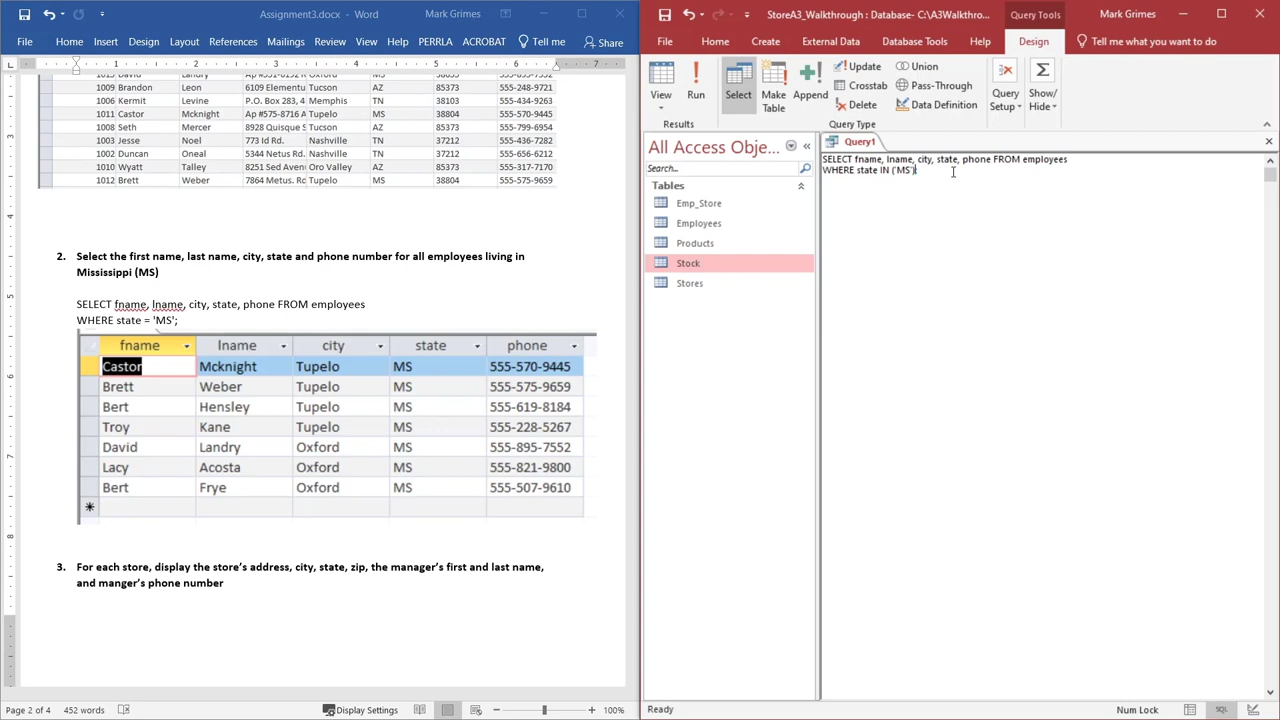 Assignment3.docx - Word
Mark Grimes
File Home Insert Design Layout References Mailings Review View Help PERRLA ACROBAT Tell me Share
1 2 3 4 5 6 7
1009 Brandon Leon 6109 Elementu Tucson AZ 85373 555-248-9721
1006 Kermit Levine P.O. Box 283, 4 Memphis TN 38103 555-434-9263
1011 Castor Mcknight Ap #575-8716 A Tupelo MS 38804 555-570-9445
1008 Seth Mercer 8928 Quisque S Tucson AZ 85373 555-799-6954
1003 Jesse Noel 773 Id Rd. Nashville TN 37212 555-436-7282
1002 Duncan Oneal 5344 Netus Rd. Nashville TN 37212 555-656-6212
1010 Wyatt Talley 8251 Sed Aven Oro Valley AZ 85373 555-317-7170
1012 Brett Weber 7864 Metus. Rd Tupelo MS 38804 555-575-9659
2. Select the first name, last name, city, state and phone number for all employees living in
Mississippi (MS)
SELECT fname, lname, city, state, phone FROM employees
WHERE state = 'MS';
fname lname city state phone
Castor Mcknight Tupelo MS 555-570-9445
Brett Weber Tupelo MS 555-575-9659
Bert Hensley Tupelo MS 555-619-8184
Troy Kane Tupelo MS 555-228-5267
David Landry Oxford MS 555-895-7552
Lacy Acosta Oxford MS 555-821-9800
Bert Frye Oxford MS 555-507-9610
3. For each store, display the store's address, city, state, zip, the manager's first and last name,
and manger's phone number
Page 2 of 4 452 words Display Settings 100%
StoreA3_Walkthrough : Database- C:\A3Walkthro... Query Tools Mark Grimes
File Home Create External Data Database Tools Help Design Tell me what you want to do
View Run Select Make Table Append Update Crosstab Delete Union Pass-Through Data Definition Query Setup Show/Hide
Results Query Type
All Access Obje...
Search...
Tables
Emp_Store
Employees
Products
Stock
Stores
Query1
SELECT fname, lname, city, state, phone FROM employees
WHERE state IN ('MS');
Ready Num Lock SQL